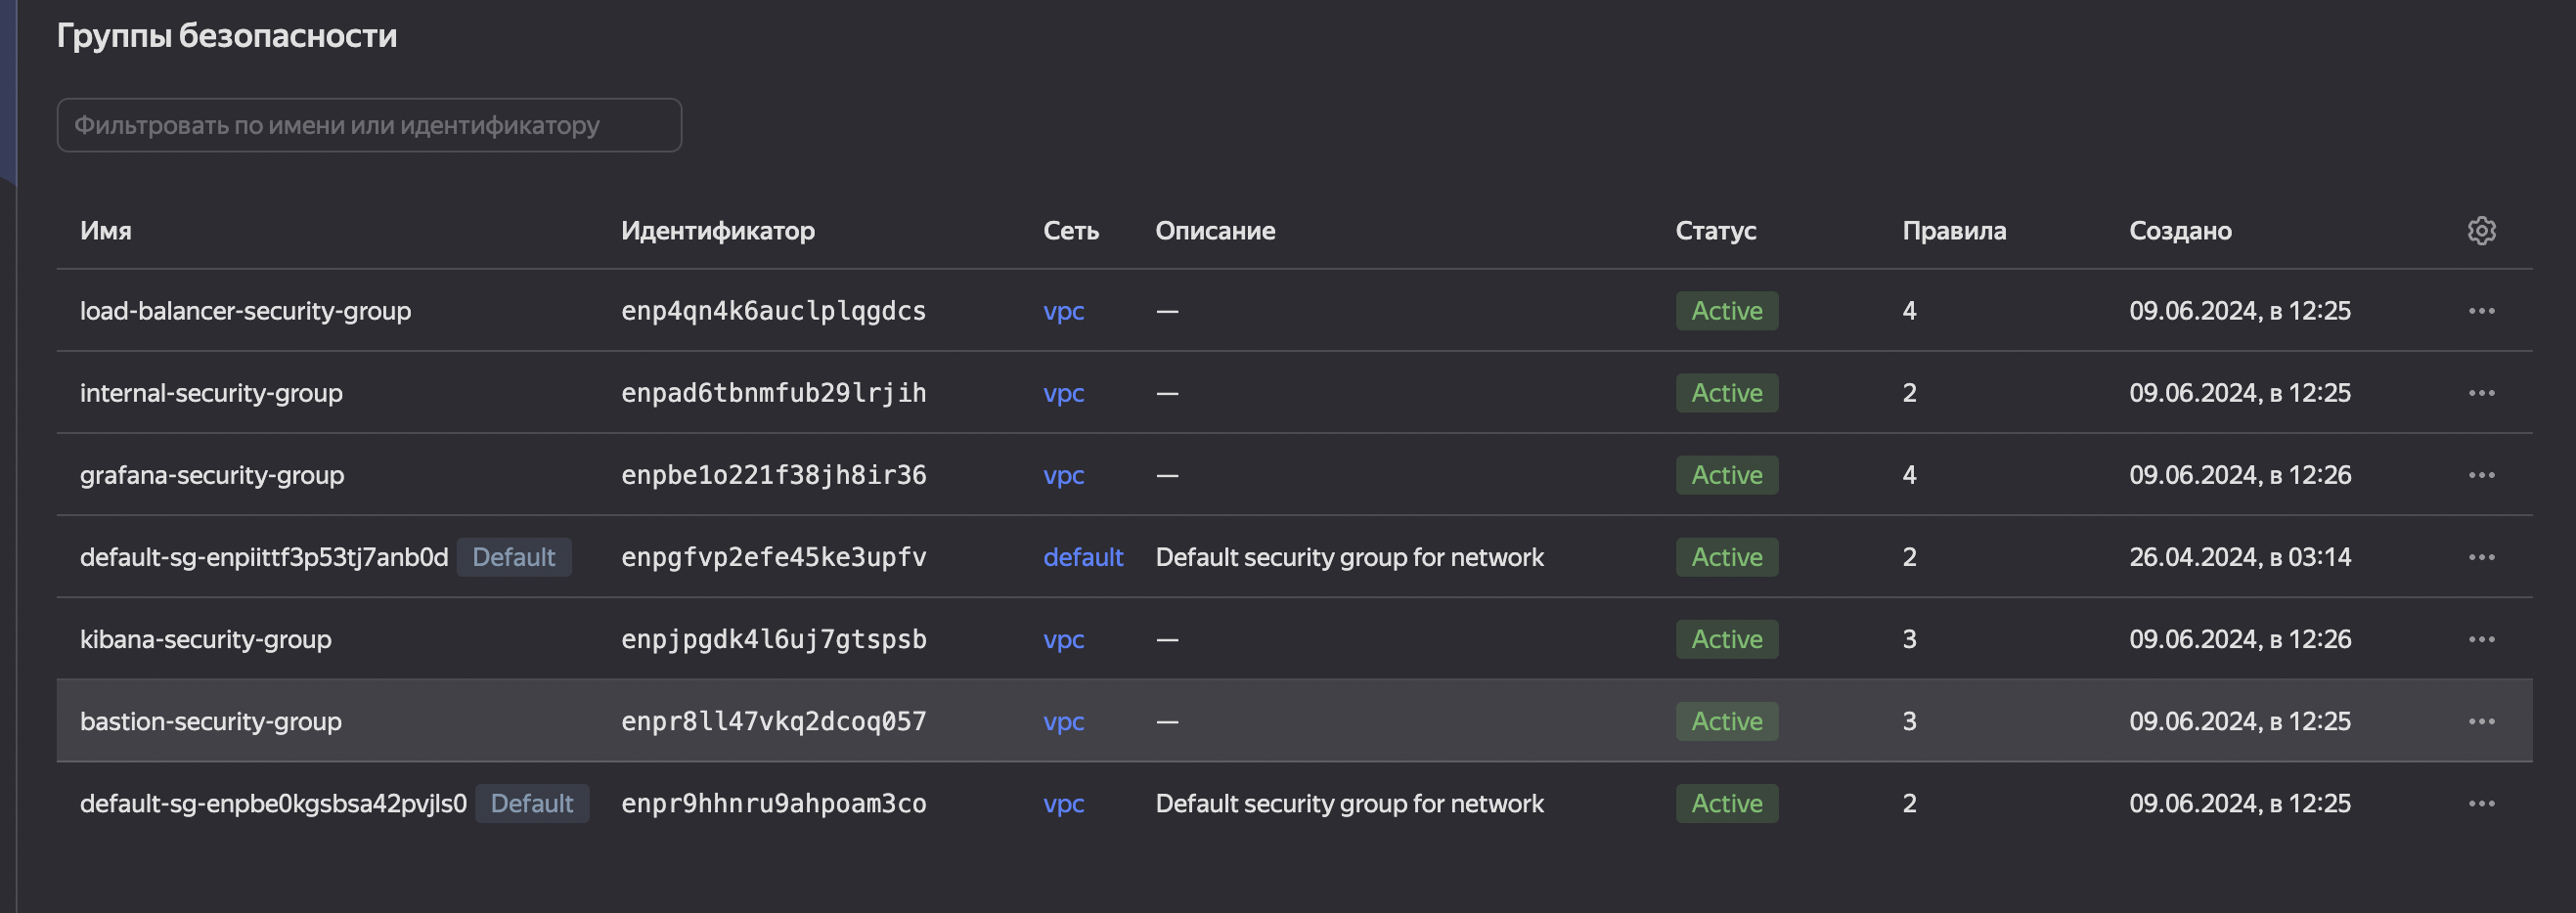 Группы безопасности
Фильтровать по имени или идентификатору
Имя Идентификатор Сеть Описание Статус Правила Создано
load-balancer-security-group enp4qn4k6auclplqgdcs vpc — Active 4 09.06.2024, в 12:25
internal-security-group enpad6tbnmfub29lrjih vpc — Active 2 09.06.2024, в 12:25
grafana-security-group enpbe1o221f38jh8ir36 vpc — Active 4 09.06.2024, в 12:26
default-sg-enpiittf3p53tj7anb0d Default enpgfvp2efe45ke3upfv default Default security group for network Active 2 26.04.2024, в 03:14
kibana-security-group enpjpgdk4l6uj7gtspsb vpc — Active 3 09.06.2024, в 12:26
bastion-security-group enpr8ll47vkq2dcoq057 vpc — Active 3 09.06.2024, в 12:25
default-sg-enpbe0kgsbsa42pvjls0 Default enpr9hhnru9ahpoam3co vpc Default security group for network Active 2 09.06.2024, в 12:25